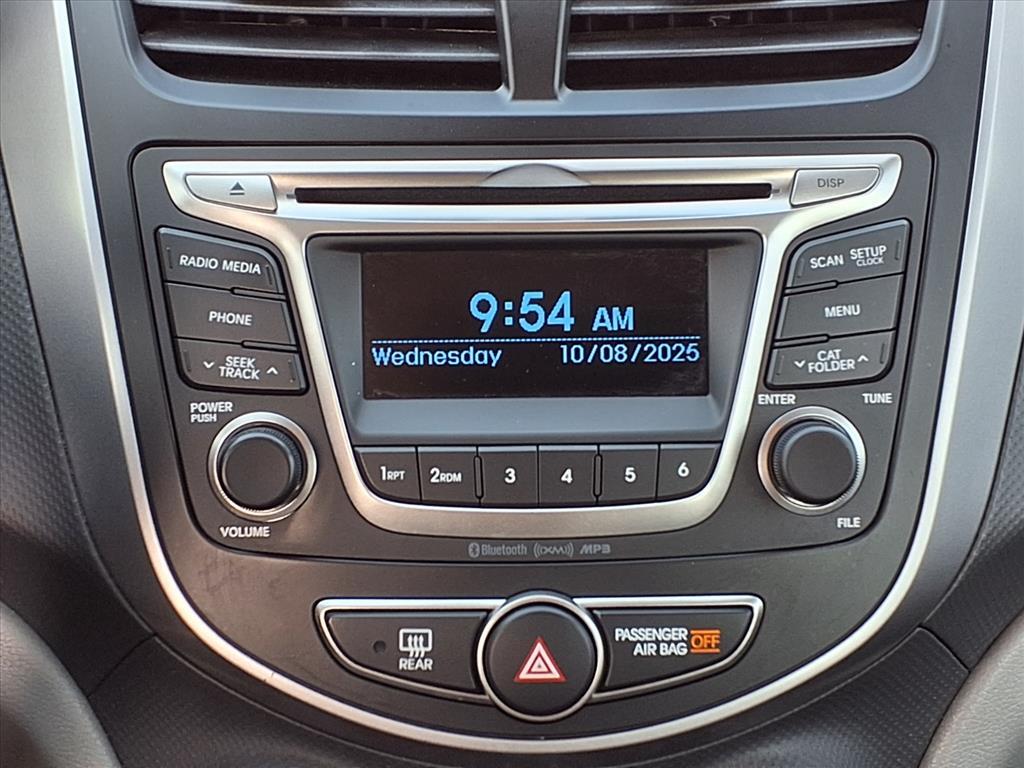 DISP
RADIO MEDIA
SCAN SETUP
CLOCK
9:54 AM
PHONE
MENU
Wednesday 10/08/2025
SEEK
TRACK
CAT
FOLDER
POWER
PUSH
ENTER TUNE
1RPT 2RDM 3 4 5 6
VOLUME
FILE
Bluetooth ((XM)) MP3
REAR
PASSENGER
AIR BAG OFF